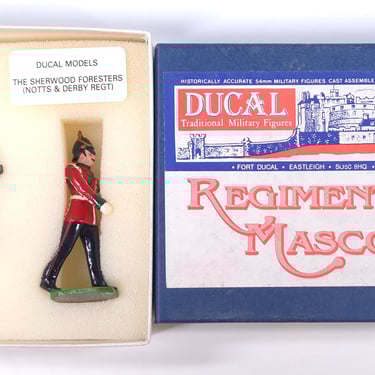 DUCAL MODELS
THE SHERWOOD FORESTERS
(NOTTS & DERBY REGT)
HISTORICALLY ACCURATE 54mm MILITARY FIGURES CAST ASSEMBLE
DUCAL
Traditional Military Figures
• FORT DUCAL • EASTLEIGH • SO50 8HQ •
REGIMENT
MASCO